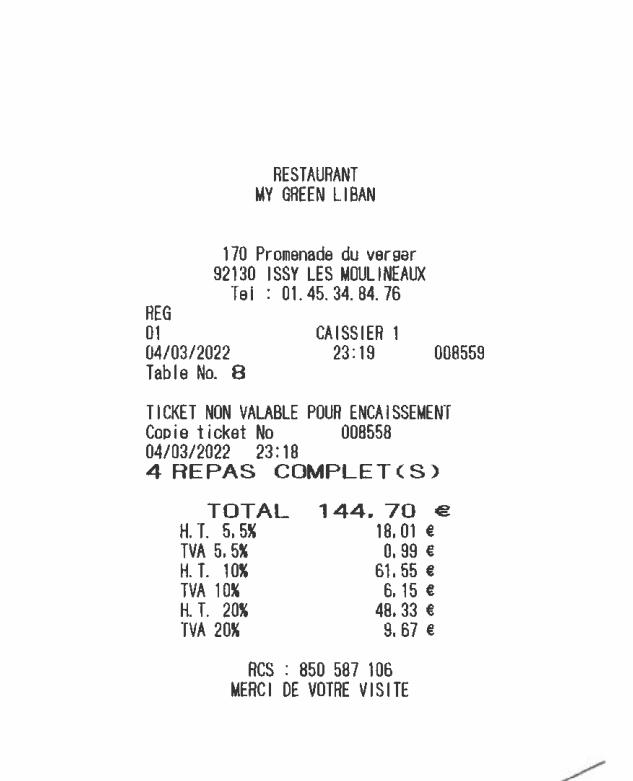 RESTAURANT
MY GREEN LIBAN
170 Promenade du verger
92130 ISSY LES MOULINEAUX
Tel : 01.45.34.84.76
REG
01 CAISSIER 1
04/03/2022 23:19 008559
Table No. 8
TICKET NON VALABLE POUR ENCAISSEMENT
Copie ticket No 008558
04/03/2022 23:18
4 REPAS COMPLET(S)
TOTAL 144.70 €
H.T. 5.5% 18.01 €
TVA 5.5% 0.99 €
H.T. 10% 61.55 €
TVA 10% 6.15 €
H.T. 20% 48.33 €
TVA 20% 9.67 €
RCS : 850 587 106
MERCI DE VOTRE VISITE